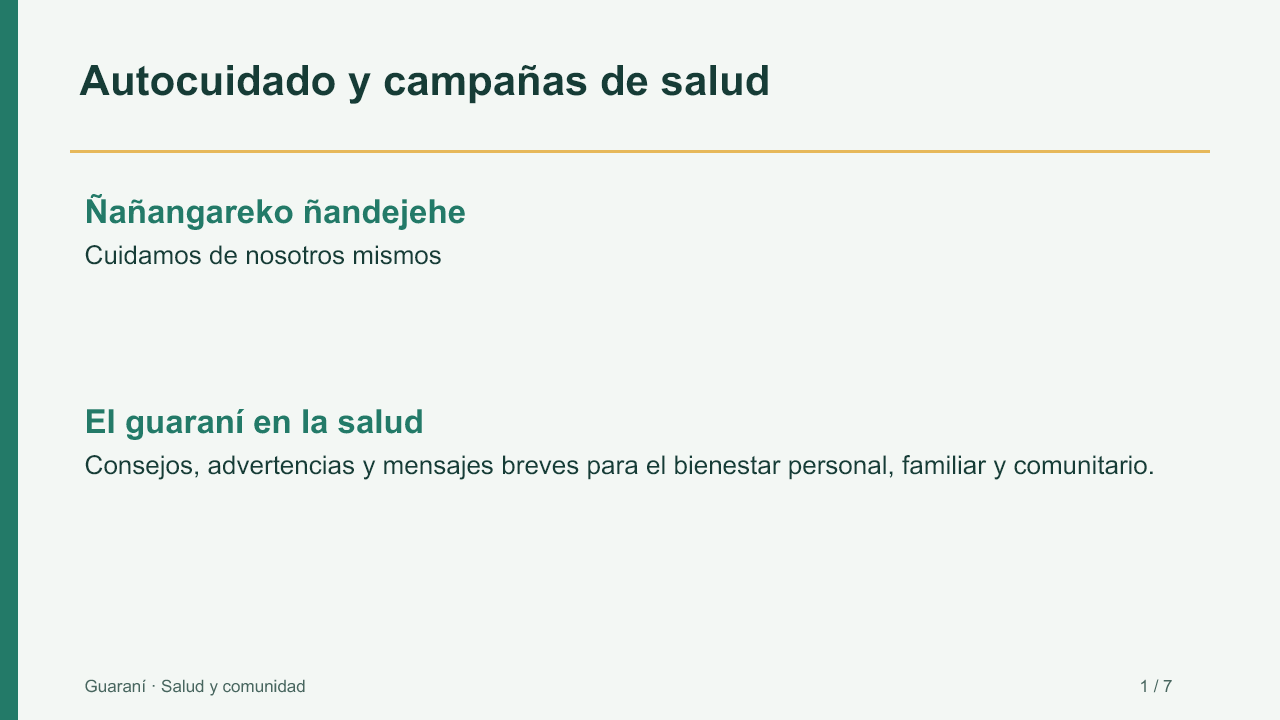 Autocuidado y campañas de salud
Ñañangareko ñandejehe
Cuidamos de nosotros mismos
El guaraní en la salud
Consejos, advertencias y mensajes breves para el bienestar personal, familiar y comunitario.
Guaraní · Salud y comunidad
1 / 7